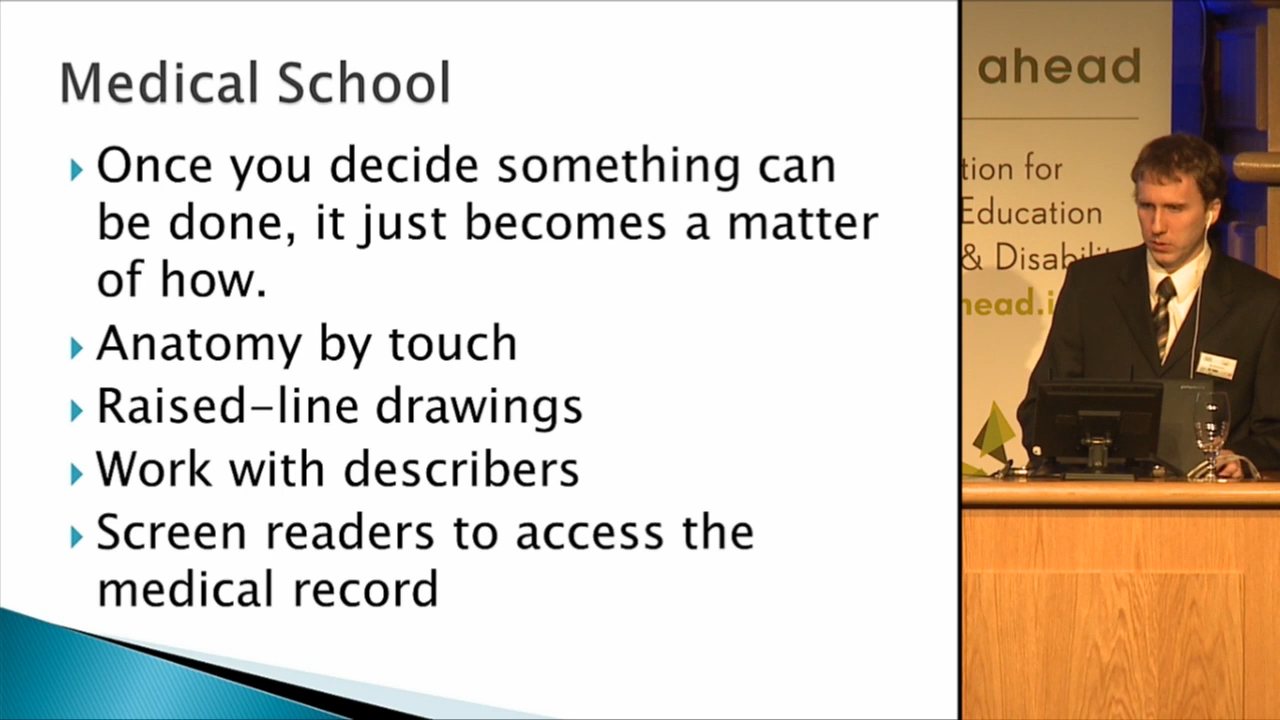 Medical School
Once you decide something can
be done, it just becomes a matter
of how.
Anatomy by touch
Raised-line drawings
Work with describers
Screen readers to access the
medical record
ahead
tion for
Education
& Disabilit
head.i